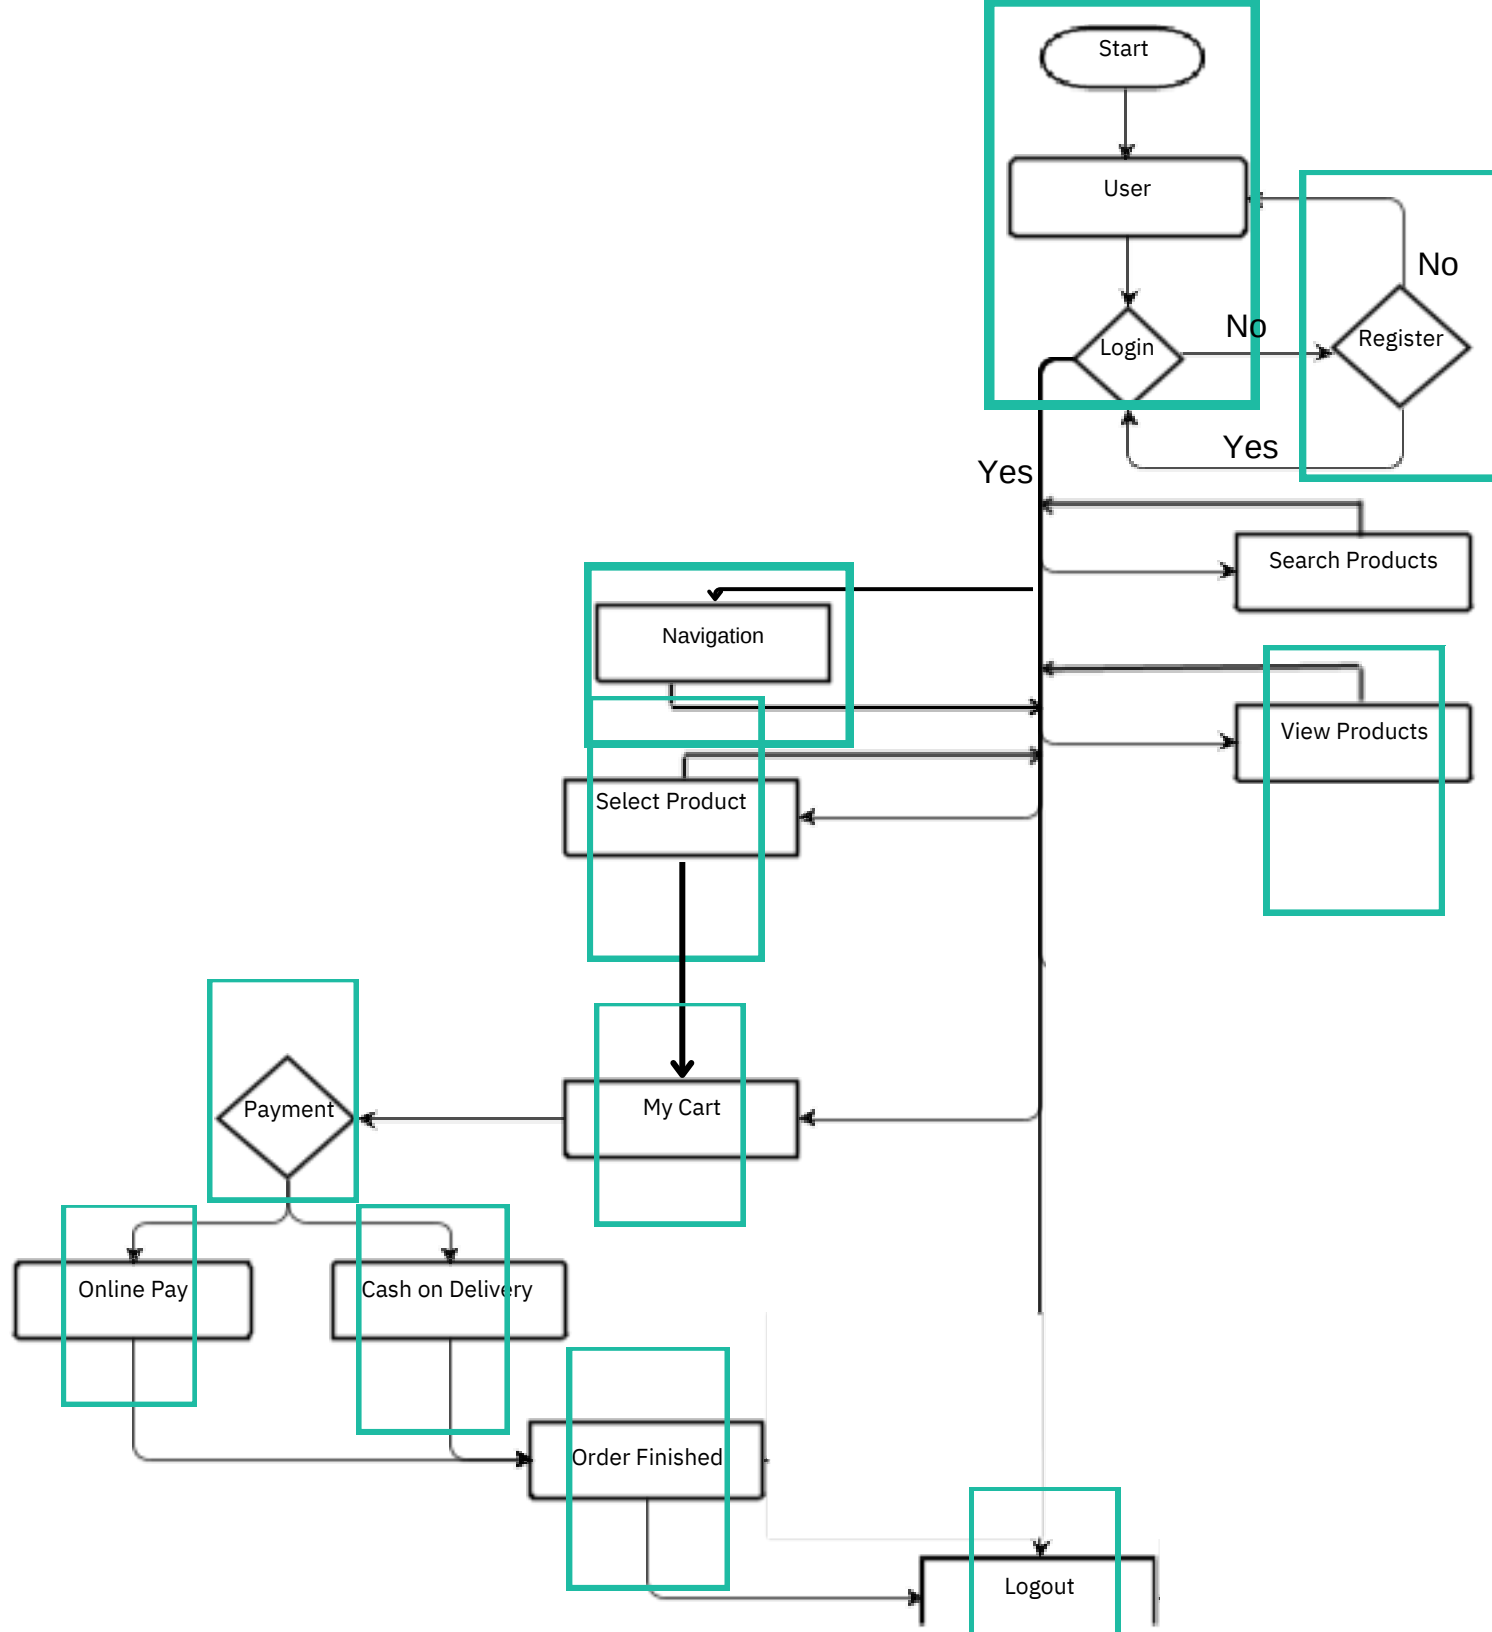 Start
User
No
No
Login
Register
Yes
Yes
Search Products
Navigation
View Products
Select Product
Payment
My Cart
Online Pay
Cash on Delivery
Order Finished
Logout